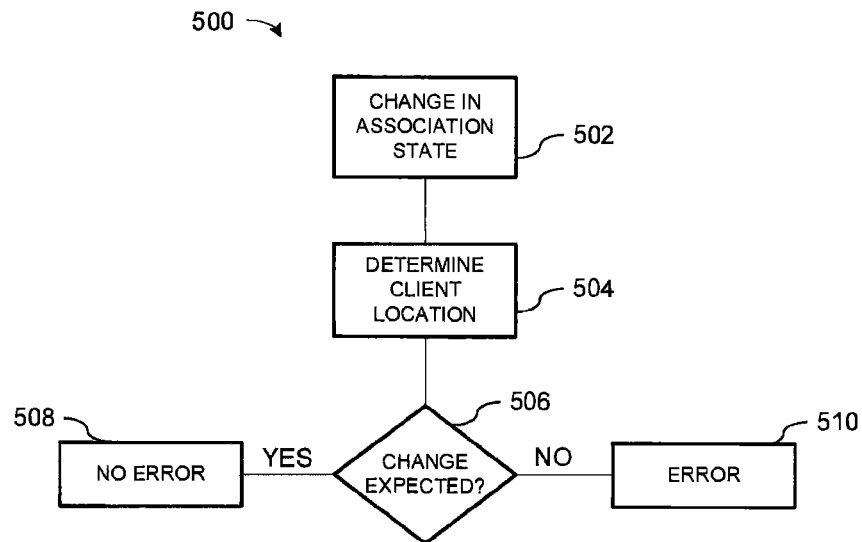 500
CHANGE IN
ASSOCIATION
STATE
502
DETERMINE
CLIENT
LOCATION
504
506
508
510
NO ERROR
YES
CHANGE
EXPECTED?
NO
ERROR